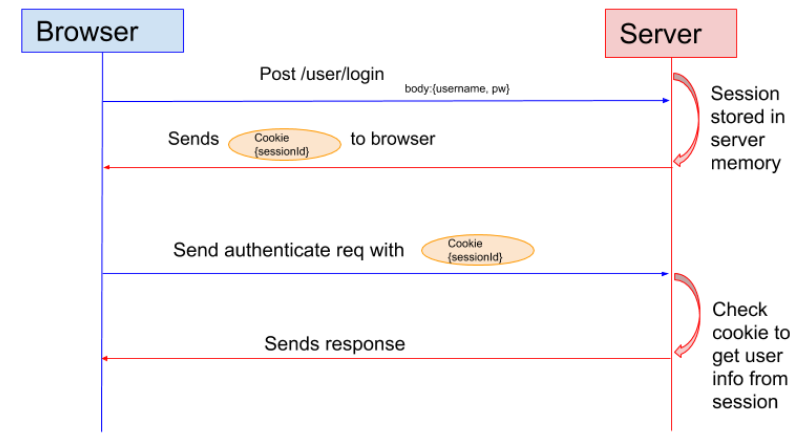 Browser
Server
Post /user/login
body:{username, pw}
Session
stored in
server
memory
Sends Cookie {sessionId} to browser
Send authenticate req with Cookie {sessionId}
Check
cookie to
get user
info from
session
Sends response